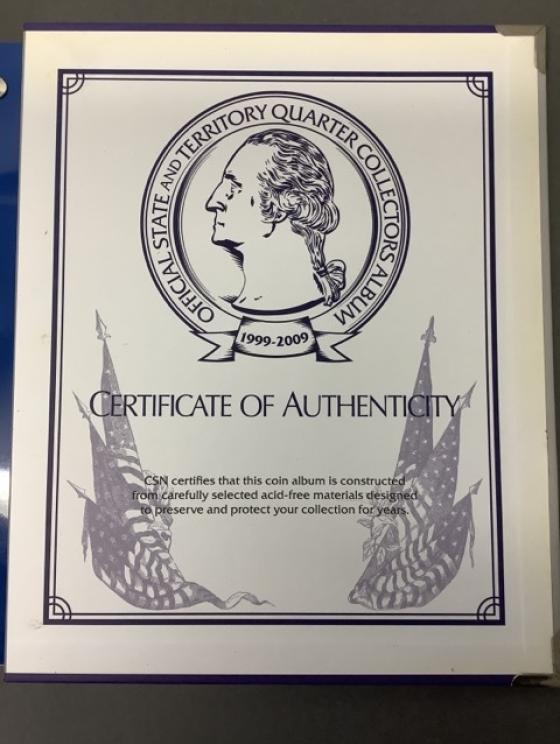 OFFICIAL STATE AND TERRITORY QUARTER COLLECTORS ALBUM
1999-2009
CERTIFICATE OF AUTHENTICITY
CSN certifies that this coin album is constructed
from carefully selected acid-free materials designed
to preserve and protect your collection for years.